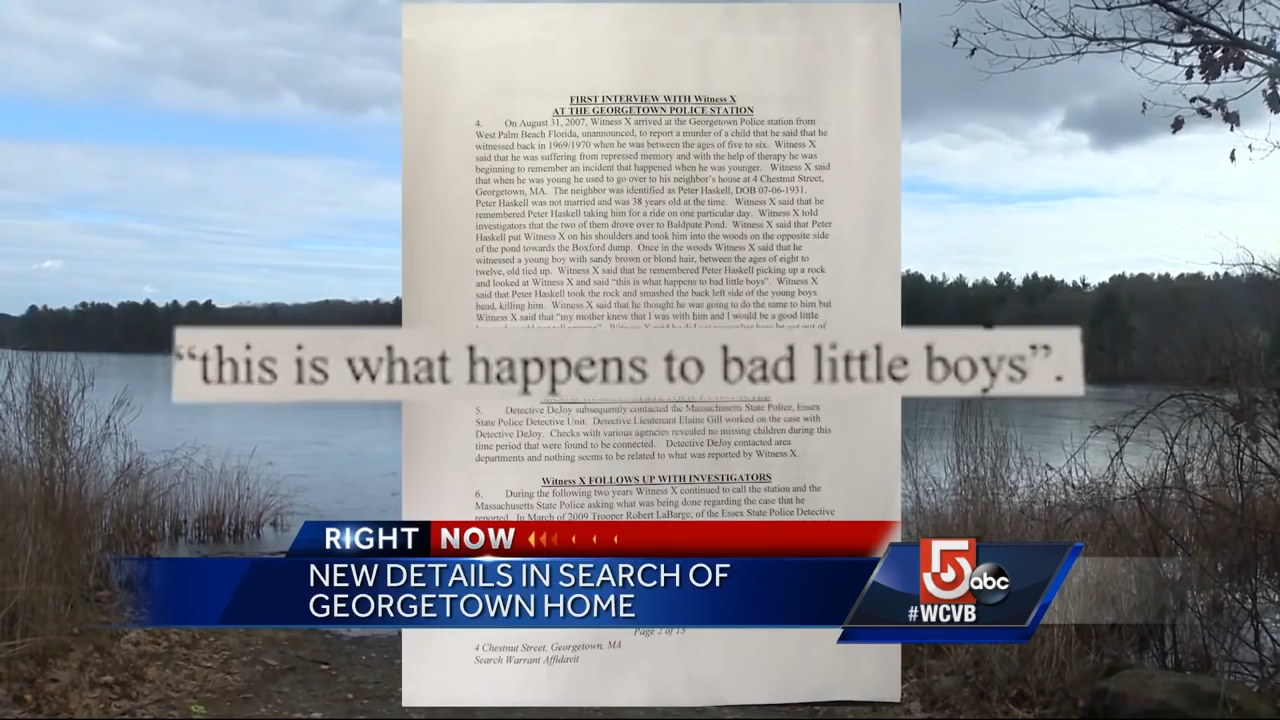 FIRST INTERVIEW WITH Witness X
AT THE GEORGETOWN POLICE STATION
4. On August 31, 2007, Witness X arrived at the Georgetown Police station from
West Palm Beach Florida, unannounced, to report a murder of a child that he said that he
witnessed back in 1969/1970 when he was between the ages of five to six. Witness X
said that he was suffering from repressed memory and with the help of therapy he was
beginning to remember an incident that happened when he was younger. Witness X said
that when he was young he used to go over to his neighbor's house at 4 Chestnut Street,
Georgetown, MA. The neighbor was identified as Peter Haskell, DOB 07-06-1931.
Peter Haskell was not married and was 38 years old at the time. Witness X said that he
remembered Peter Haskell taking him for a ride on one particular day. Witness X told
investigators that the two of them drove over to Baldpate Pond. Witness X said that Peter
Haskell put Witness X on his shoulders and took him into the woods on the opposite side
of the pond towards the Boxford dump. Once in the woods Witness X said that he
witnessed a young boy with sandy brown or blond hair, between the ages of eight to
twelve, old tied up. Witness X said that he remembered Peter Haskell picking up a rock
and looked at Witness X and said "this is what happens to bad little boys". Witness X
said that Peter Haskell took the rock and smashed the back left side of the young boys
head, killing him. Witness X said that he thought he was going to do the same to him but
Witness X said that "my mother knew that I was with him and I would be a good little
"this is what happens to bad little boys".
5. Detective DeJoy subsequently contacted the Massachusetts State Police, Essex
State Police Detective Unit. Detective Lieutenant Elaine Gill worked on the case with
Detective DeJoy. Checks with various agencies revealed no missing children during this
time period that were found to be connected. Detective DeJoy contacted area
departments and nothing seems to be related to what was reported by Witness X.
Witness X FOLLOWS UP WITH INVESTIGATORS
6. During the following two years Witness X continued to call the station and the
Massachusetts State Police asking what was being done regarding the case that he
reported. In March of 2009 Trooper Robert LaBarge, of the Essex State Police Detective
RIGHT NOW
NEW DETAILS IN SEARCH OF
GEORGETOWN HOME
5 abc
#WCVB
Page 2 of 15
4 Chestnut Street, Georgetown, MA
Search Warrant Affidavit